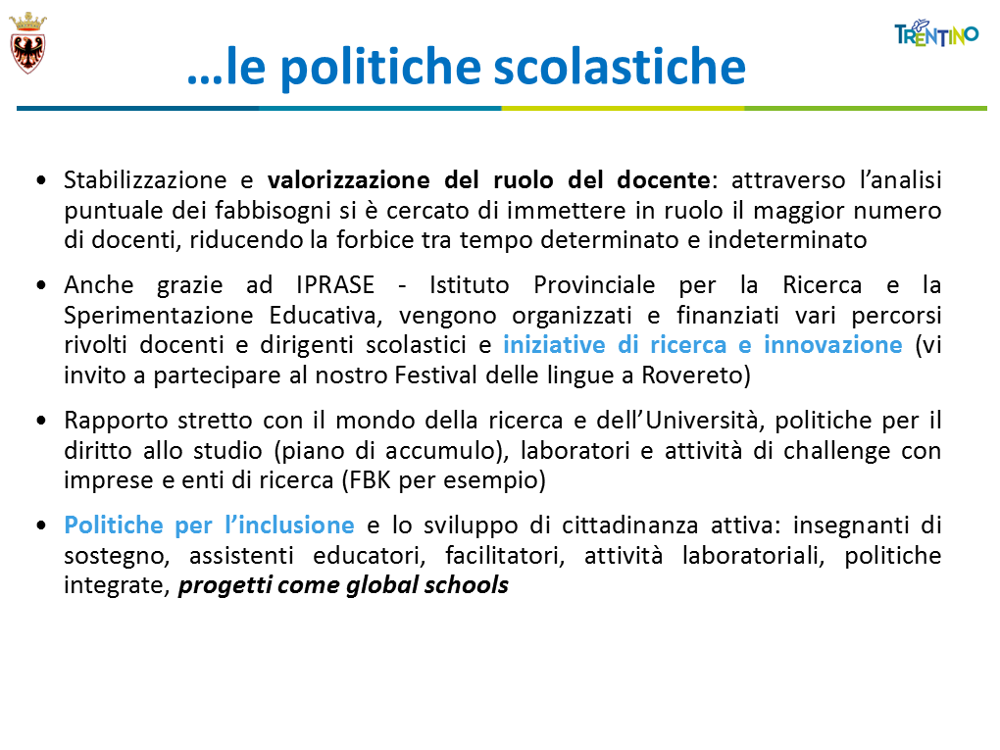 TRENTINO
…le politiche scolastiche
• Stabilizzazione e valorizzazione del ruolo del docente: attraverso l’analisi
puntuale dei fabbisogni si è cercato di immettere in ruolo il maggior numero
di docenti, riducendo la forbice tra tempo determinato e indeterminato
• Anche grazie ad IPRASE - Istituto Provinciale per la Ricerca e la
Sperimentazione Educativa, vengono organizzati e finanziati vari percorsi
rivolti docenti e dirigenti scolastici e iniziative di ricerca e innovazione (vi
invito a partecipare al nostro Festival delle lingue a Rovereto)
• Rapporto stretto con il mondo della ricerca e dell’Università, politiche per il
diritto allo studio (piano di accumulo), laboratori e attività di challenge con
imprese e enti di ricerca (FBK per esempio)
• Politiche per l’inclusione e lo sviluppo di cittadinanza attiva: insegnanti di
sostegno, assistenti educatori, facilitatori, attività laboratoriali, politiche
integrate, progetti come global schools